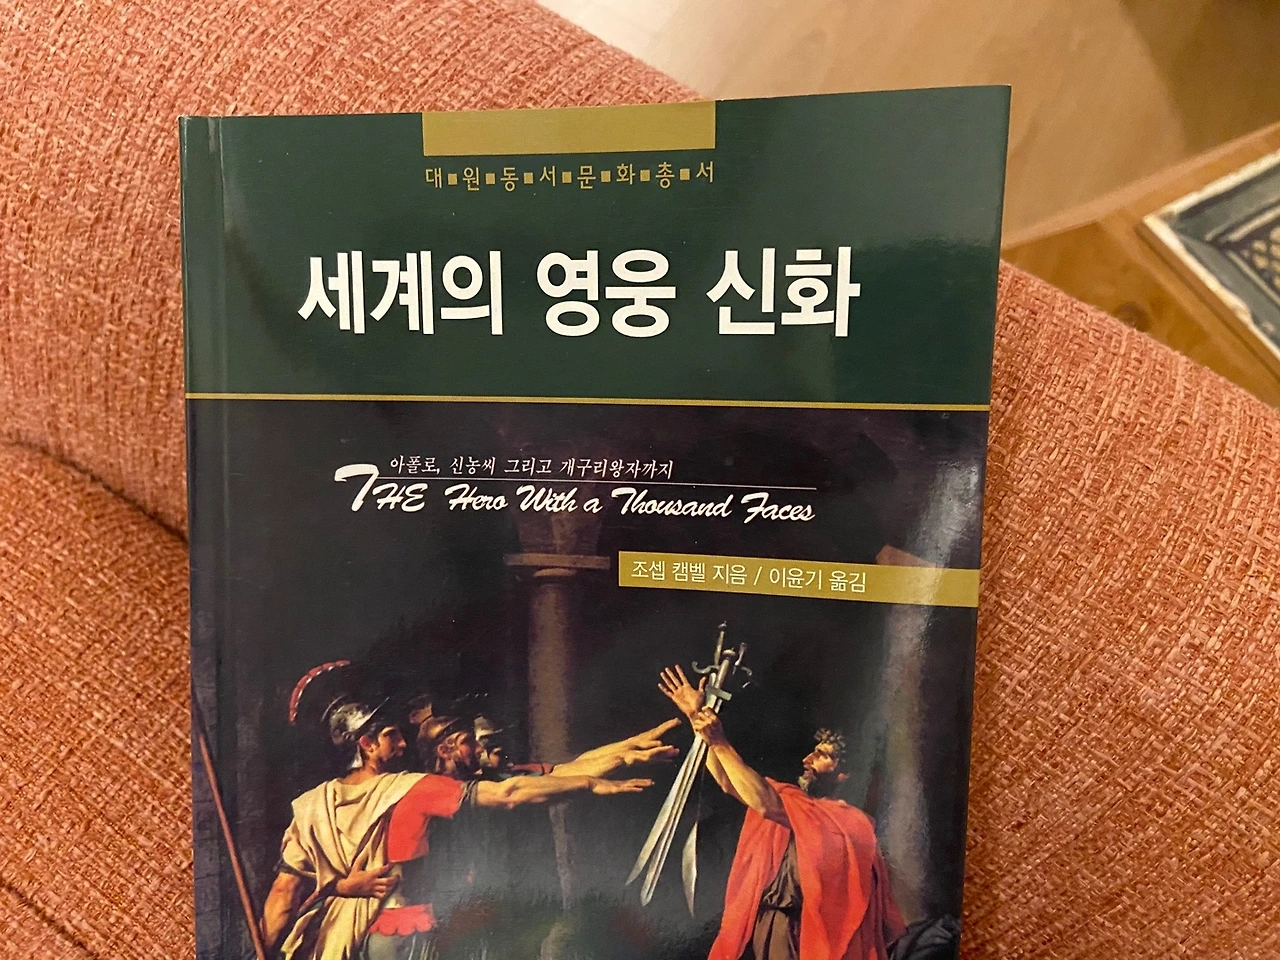 대■원■동■서■문■화■총■서
세계의 영웅 신화
아폴로, 신농씨 그리고 개구리왕자까지
THE Hero With a Thousand Faces
조셉 캠벨 지음 / 이윤기 옮김